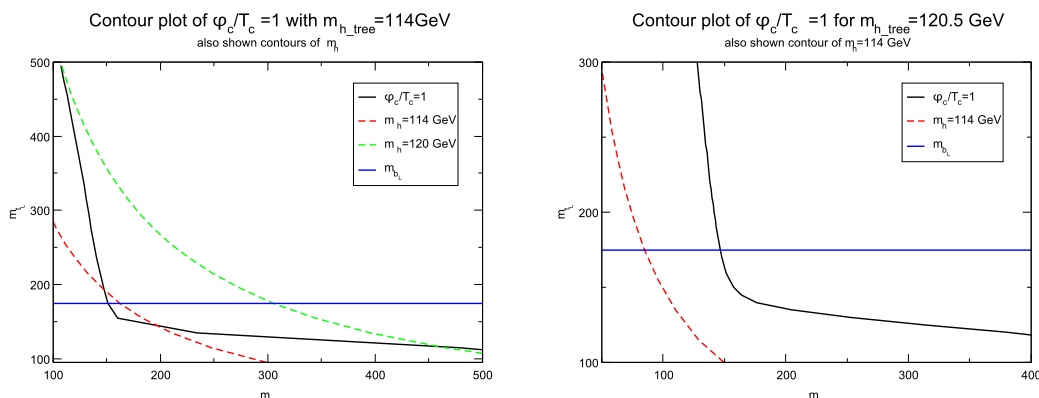 Contour plot of φc/Tc =1 with mh_tree=114GeV
also shown contours of mh
500
400
300
200
100
100
200
300
400
500
m
φc/Tc=1
mh=114 GeV
mh=120 GeV
mbL
Contour plot of φc/Tc =1 for mh_tree=120.5 GeV
also shown contour of mh=114 GeV
300
200
100
100
200
300
400
m
φc/Tc=1
mh=114 GeV
mbL